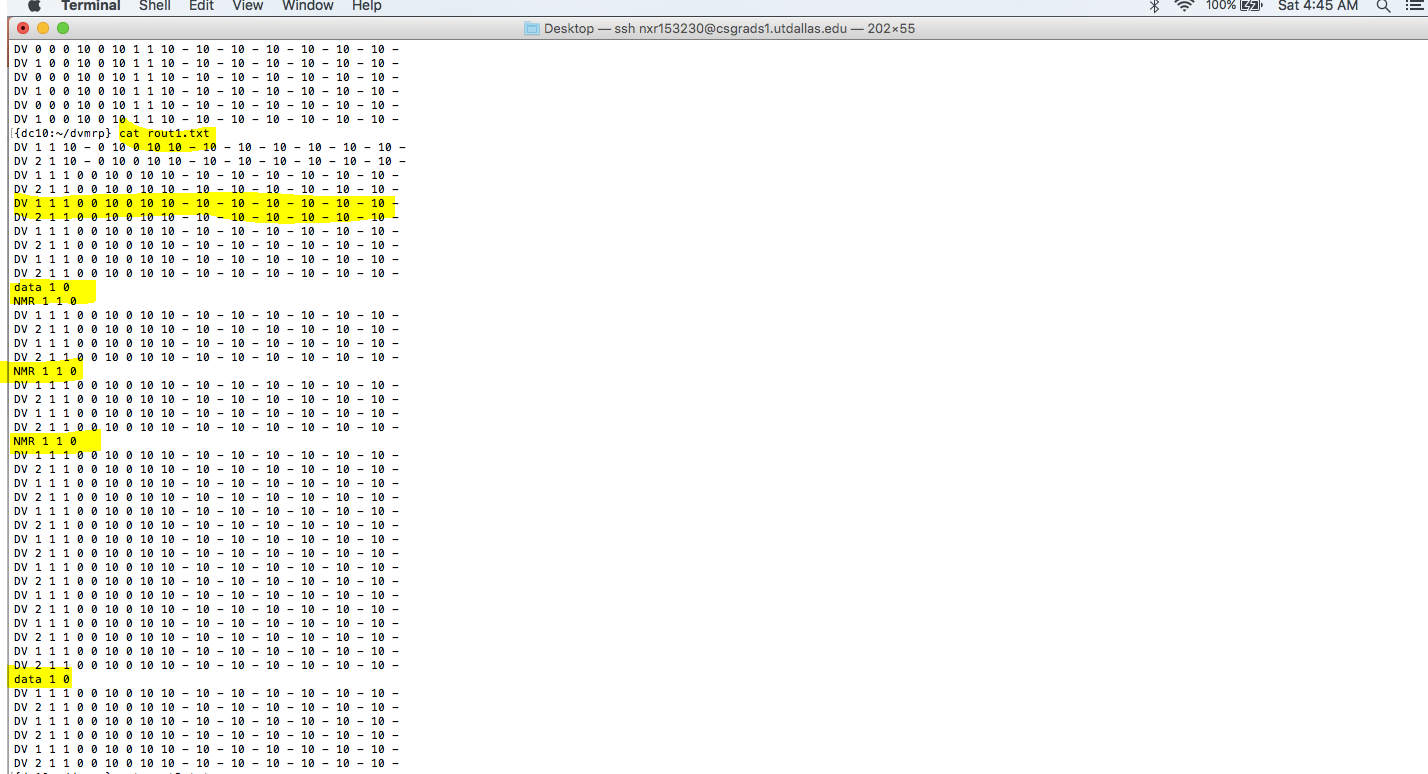 Terminal Shell Edit View Window Help 100% Sat 4:45 AM
Desktop — ssh nxr153230@csgrads1.utdallas.edu — 202×55
DV 0 0 0 10 0 10 1 1 10 - 10 - 10 - 10 - 10 - 10 - 10 -
DV 1 0 0 10 0 10 1 1 10 - 10 - 10 - 10 - 10 - 10 - 10 -
DV 0 0 0 10 0 10 1 1 10 - 10 - 10 - 10 - 10 - 10 - 10 -
DV 1 0 0 10 0 10 1 1 10 - 10 - 10 - 10 - 10 - 10 - 10 -
DV 0 0 0 10 0 10 1 1 10 - 10 - 10 - 10 - 10 - 10 - 10 -
DV 1 0 0 10 0 10 1 1 10 - 10 - 10 - 10 - 10 - 10 - 10 -
[{dc10:~/dvmrp} cat rout1.txt
DV 1 1 10 - 0 10 0 10 10 - 10 - 10 - 10 - 10 - 10 - 10 -
DV 2 1 10 - 0 10 0 10 10 - 10 - 10 - 10 - 10 - 10 - 10 -
DV 1 1 1 0 0 10 0 10 10 - 10 - 10 - 10 - 10 - 10 - 10 -
DV 2 1 1 0 0 10 0 10 10 - 10 - 10 - 10 - 10 - 10 - 10 -
DV 1 1 1 0 0 10 0 10 10 - 10 - 10 - 10 - 10 - 10 - 10 -
DV 2 1 1 0 0 10 0 10 10 - 10 - 10 - 10 - 10 - 10 - 10 -
DV 1 1 1 0 0 10 0 10 10 - 10 - 10 - 10 - 10 - 10 - 10 -
DV 2 1 1 0 0 10 0 10 10 - 10 - 10 - 10 - 10 - 10 - 10 -
DV 1 1 1 0 0 10 0 10 10 - 10 - 10 - 10 - 10 - 10 - 10 -
DV 2 1 1 0 0 10 0 10 10 - 10 - 10 - 10 - 10 - 10 - 10 -
data 1 0
NMR 1 1 0
DV 1 1 1 0 0 10 0 10 10 - 10 - 10 - 10 - 10 - 10 - 10 -
DV 2 1 1 0 0 10 0 10 10 - 10 - 10 - 10 - 10 - 10 - 10 -
DV 1 1 1 0 0 10 0 10 10 - 10 - 10 - 10 - 10 - 10 - 10 -
DV 2 1 1 0 0 10 0 10 10 - 10 - 10 - 10 - 10 - 10 - 10 -
NMR 1 1 0
DV 1 1 1 0 0 10 0 10 10 - 10 - 10 - 10 - 10 - 10 - 10 -
DV 2 1 1 0 0 10 0 10 10 - 10 - 10 - 10 - 10 - 10 - 10 -
DV 1 1 1 0 0 10 0 10 10 - 10 - 10 - 10 - 10 - 10 - 10 -
DV 2 1 1 0 0 10 0 10 10 - 10 - 10 - 10 - 10 - 10 - 10 -
NMR 1 1 0
DV 1 1 1 0 0 10 0 10 10 - 10 - 10 - 10 - 10 - 10 - 10 -
DV 2 1 1 0 0 10 0 10 10 - 10 - 10 - 10 - 10 - 10 - 10 -
DV 1 1 1 0 0 10 0 10 10 - 10 - 10 - 10 - 10 - 10 - 10 -
DV 2 1 1 0 0 10 0 10 10 - 10 - 10 - 10 - 10 - 10 - 10 -
DV 1 1 1 0 0 10 0 10 10 - 10 - 10 - 10 - 10 - 10 - 10 -
DV 2 1 1 0 0 10 0 10 10 - 10 - 10 - 10 - 10 - 10 - 10 -
DV 1 1 1 0 0 10 0 10 10 - 10 - 10 - 10 - 10 - 10 - 10 -
DV 2 1 1 0 0 10 0 10 10 - 10 - 10 - 10 - 10 - 10 - 10 -
DV 1 1 1 0 0 10 0 10 10 - 10 - 10 - 10 - 10 - 10 - 10 -
DV 2 1 1 0 0 10 0 10 10 - 10 - 10 - 10 - 10 - 10 - 10 -
DV 1 1 1 0 0 10 0 10 10 - 10 - 10 - 10 - 10 - 10 - 10 -
DV 2 1 1 0 0 10 0 10 10 - 10 - 10 - 10 - 10 - 10 - 10 -
DV 1 1 1 0 0 10 0 10 10 - 10 - 10 - 10 - 10 - 10 - 10 -
DV 2 1 1 0 0 10 0 10 10 - 10 - 10 - 10 - 10 - 10 - 10 -
DV 1 1 1 0 0 10 0 10 10 - 10 - 10 - 10 - 10 - 10 - 10 -
DV 2 1 1 0 0 10 0 10 10 - 10 - 10 - 10 - 10 - 10 - 10 -
data 1 0
DV 1 1 1 0 0 10 0 10 10 - 10 - 10 - 10 - 10 - 10 - 10 -
DV 2 1 1 0 0 10 0 10 10 - 10 - 10 - 10 - 10 - 10 - 10 -
DV 1 1 1 0 0 10 0 10 10 - 10 - 10 - 10 - 10 - 10 - 10 -
DV 2 1 1 0 0 10 0 10 10 - 10 - 10 - 10 - 10 - 10 - 10 -
DV 1 1 1 0 0 10 0 10 10 - 10 - 10 - 10 - 10 - 10 - 10 -
DV 2 1 1 0 0 10 0 10 10 - 10 - 10 - 10 - 10 - 10 - 10 -